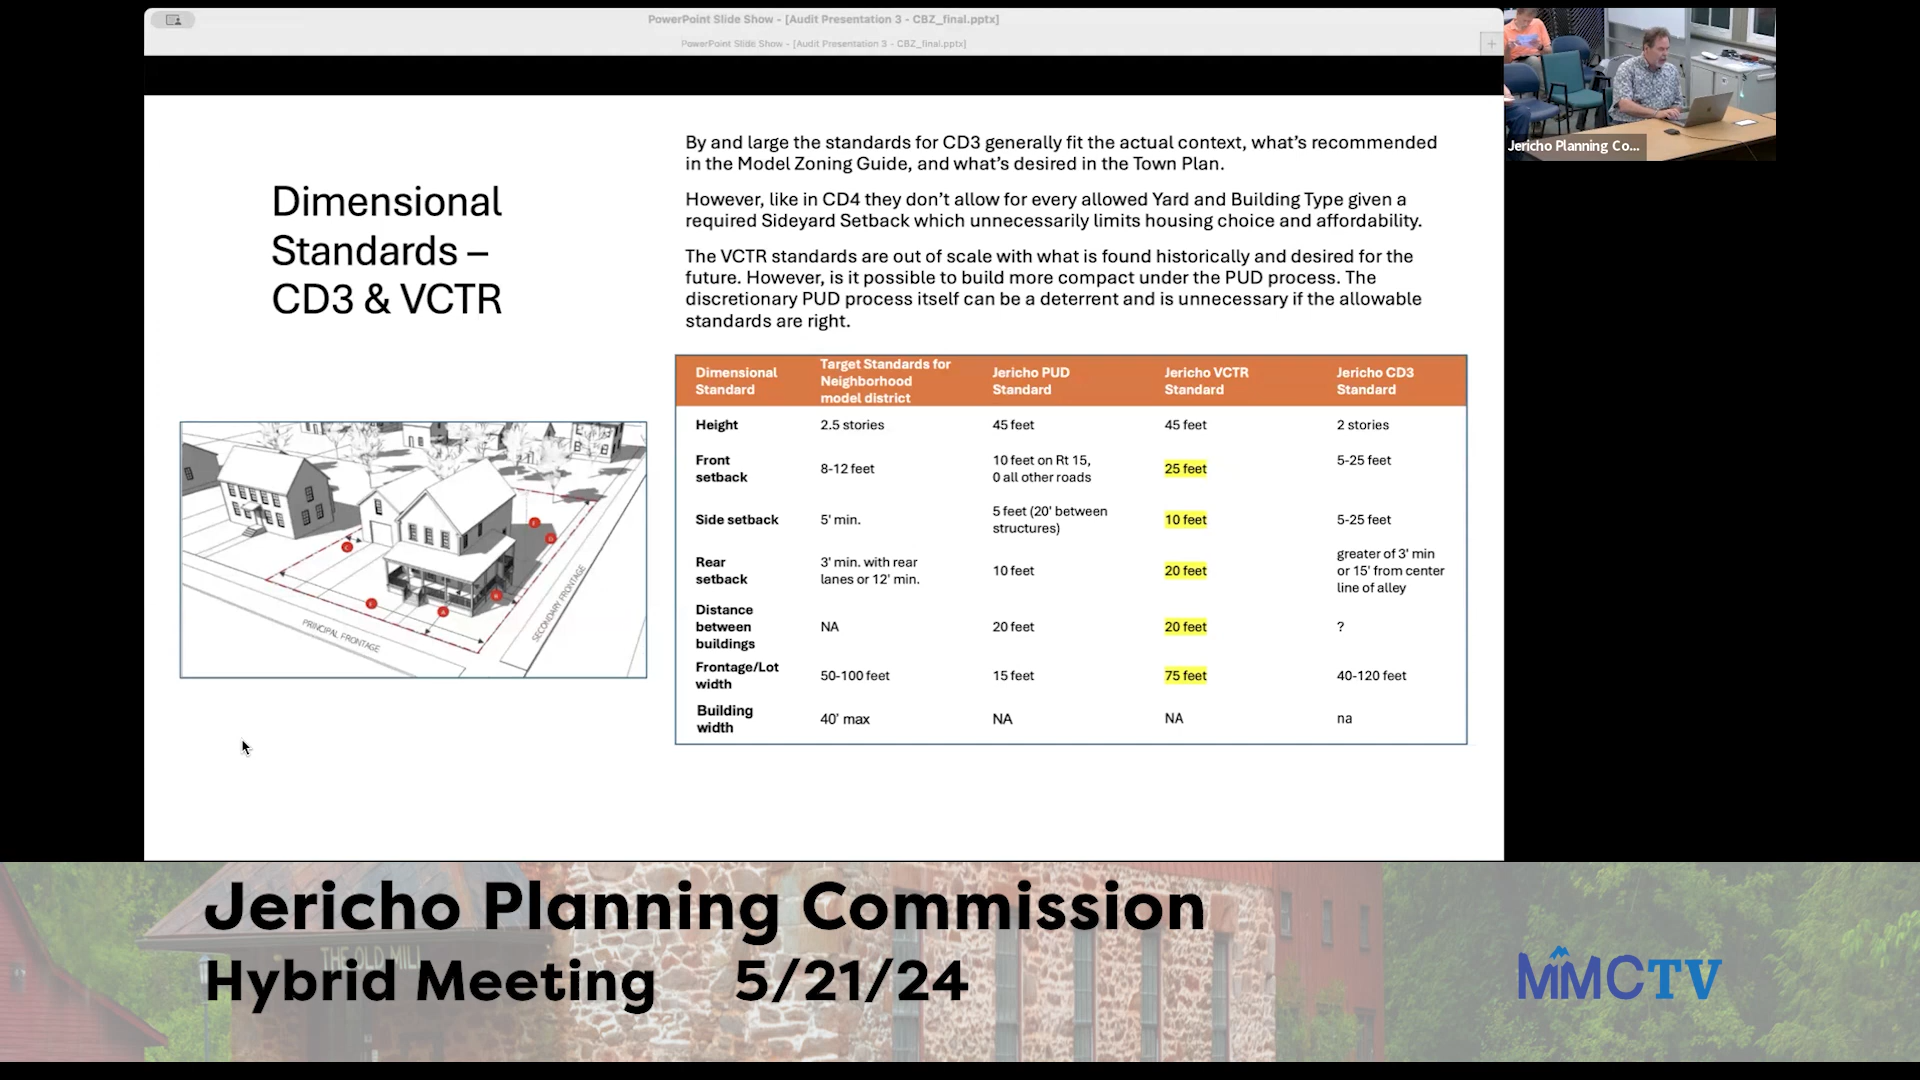 PowerPoint Slide Show - [Audit Presentation 3 - CBZ_final.pptx]
PowerPoint Slide Show - [Audit Presentation 3 - CBZ_final.pptx]
Jericho Planning Co...
Dimensional
Standards –
CD3 & VCTR
By and large the standards for CD3 generally fit the actual context, what's recommended
in the Model Zoning Guide, and what's desired in the Town Plan.
However, like in CD4 they don't allow for every allowed Yard and Building Type given a
required Sideyard Setback which unnecessarily limits housing choice and affordability.
The VCTR standards are out of scale with what is found historically and desired for the
future. However, is it possible to build more compact under the PUD process. The
discretionary PUD process itself can be a deterrent and is unnecessary if the allowable
standards are right.
Dimensional
Standard
Target Standards for
Neighborhood
model district
Jericho PUD
Standard
Jericho VCTR
Standard
Jericho CD3
Standard
Height
2.5 stories
45 feet
45 feet
2 stories
Front
setback
8-12 feet
10 feet on Rt 15,
0 all other roads
25 feet
5-25 feet
Side setback
5' min.
5 feet (20' between
structures)
10 feet
5-25 feet
Rear
setback
3' min. with rear
lanes or 12' min.
10 feet
20 feet
greater of 3' min
or 15' from center
line of alley
Distance
between
buildings
NA
20 feet
20 feet
?
Frontage/Lot
width
50-100 feet
15 feet
75 feet
40-120 feet
Building
width
40' max
NA
NA
na
PRINCIPAL FRONTAGE
SECONDARY FRONTAGE
Jericho Planning Commission
Hybrid Meeting 5/21/24
THE OLD MILL
MMCTV